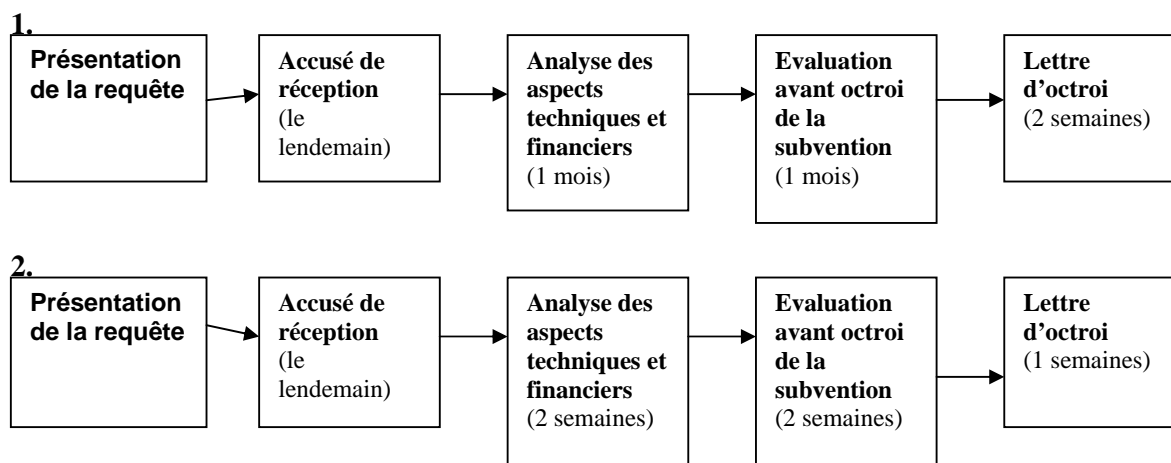 1.
Présentation
de la requête
Accusé de
réception
(le
lendemain)
Analyse des
aspects
techniques et
financiers
(1 mois)
Evaluation
avant octroi
de la
subvention
(1 mois)
Lettre
d’octroi
(2 semaines)
2.
Présentation
de la requête
Accusé de
réception
(le
lendemain)
Analyse des
aspects
techniques et
financiers
(2 semaines)
Evaluation
avant octroi
de la
subvention
(2 semaines)
Lettre
d’octroi
(1 semaines)